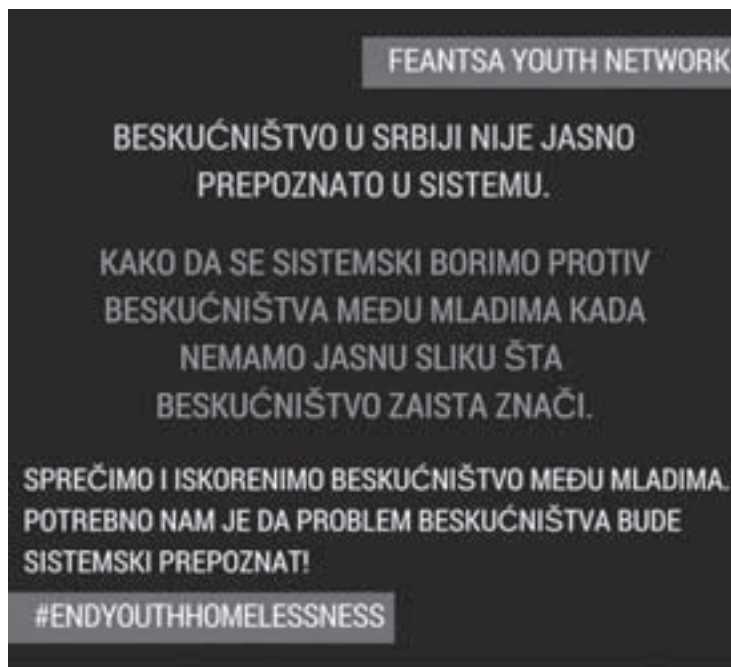 FEANTSA YOUTH NETWORK
BESKUĆNIŠTVO U SRBIJI NIJE JASNO
PREPOZNATO U SISTEMU.
KAKO DA SE SISTEMSKI BORIMO PROTIV
BESKUĆNIŠTVA MEĐU MLADIMA KADA
NEMAMO JASNU SLIKU ŠTA
BESKUĆNIŠTVO ZAISTA ZNAČI.
SPREČIMO I ISKORENIMO BESKUĆNIŠTVO MEĐU MLADIMA.
POTREBNO NAM JE DA PROBLEM BESKUĆNIŠTVA BUDE
SISTEMSKI PREPOZNAT!
#ENDYOUTHHOMELESSNESS